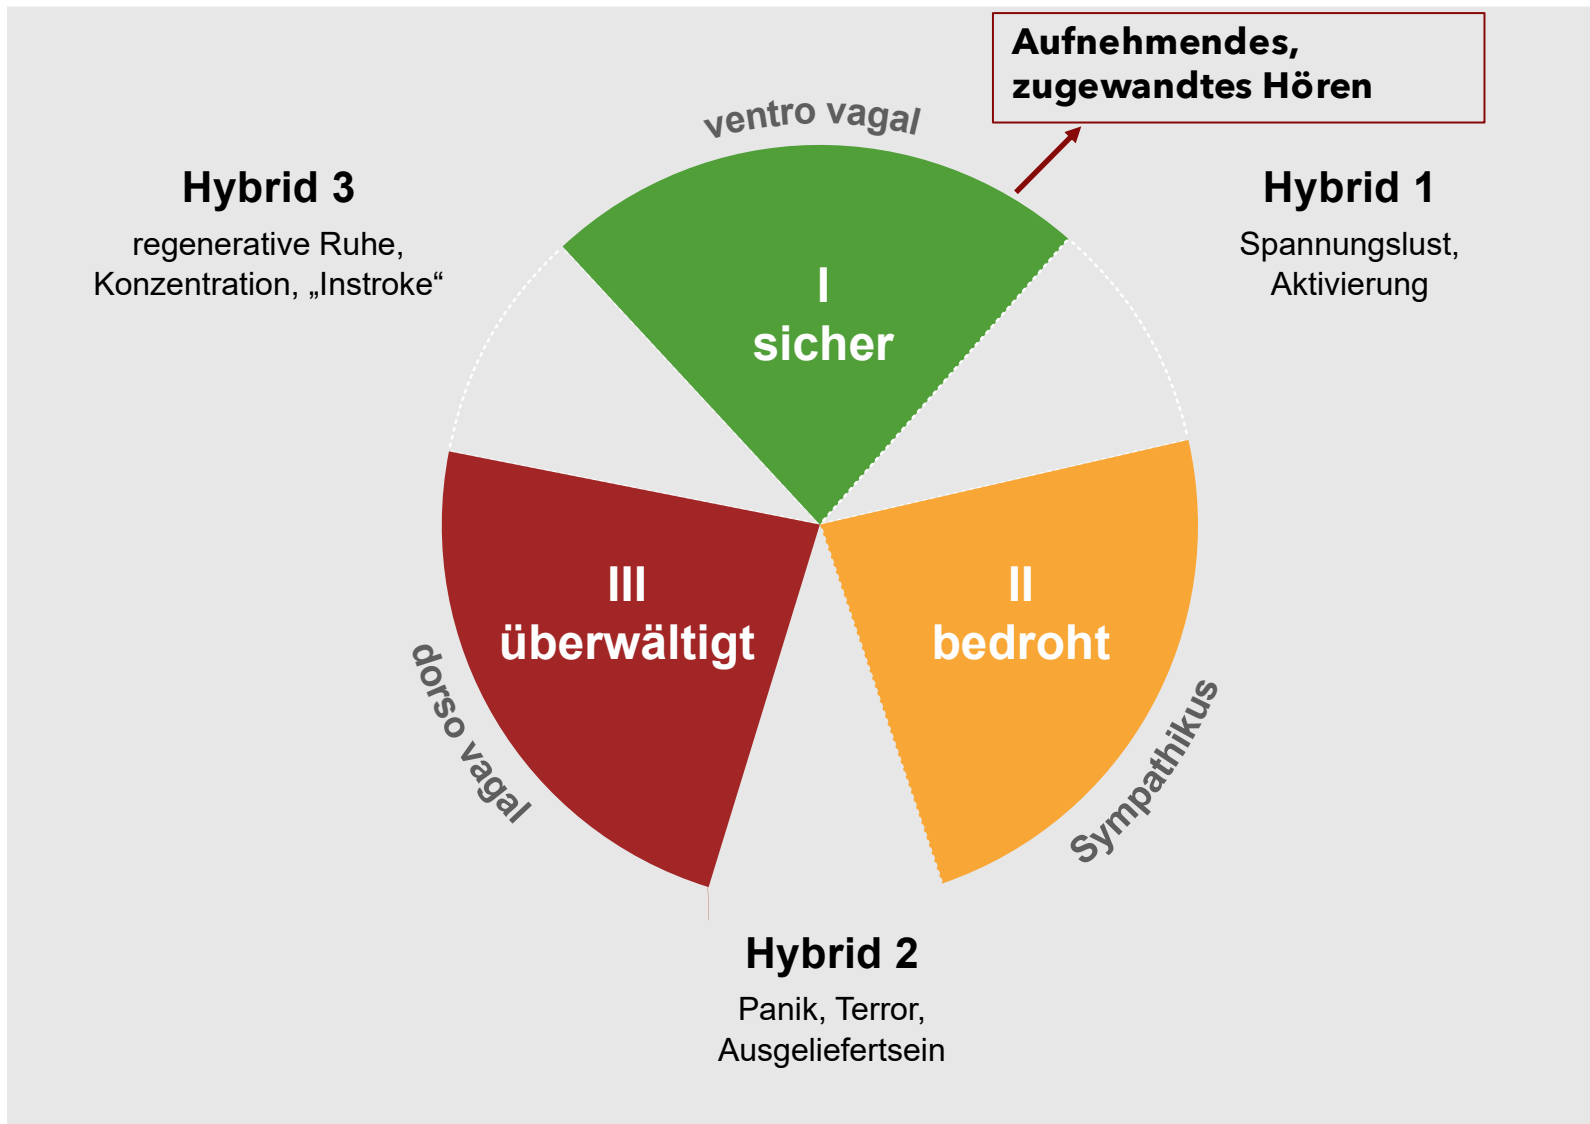 Aufnehmendes,
zugewandtes Hören
ventro vagal
Hybrid 3
regenerative Ruhe,
Konzentration, „Instroke“
Hybrid 1
Spannungslust,
Aktivierung
I
sicher
III
überwältigt
II
bedroht
dorso vagal
Sympathikus
Hybrid 2
Panik, Terror,
Ausgeliefertsein